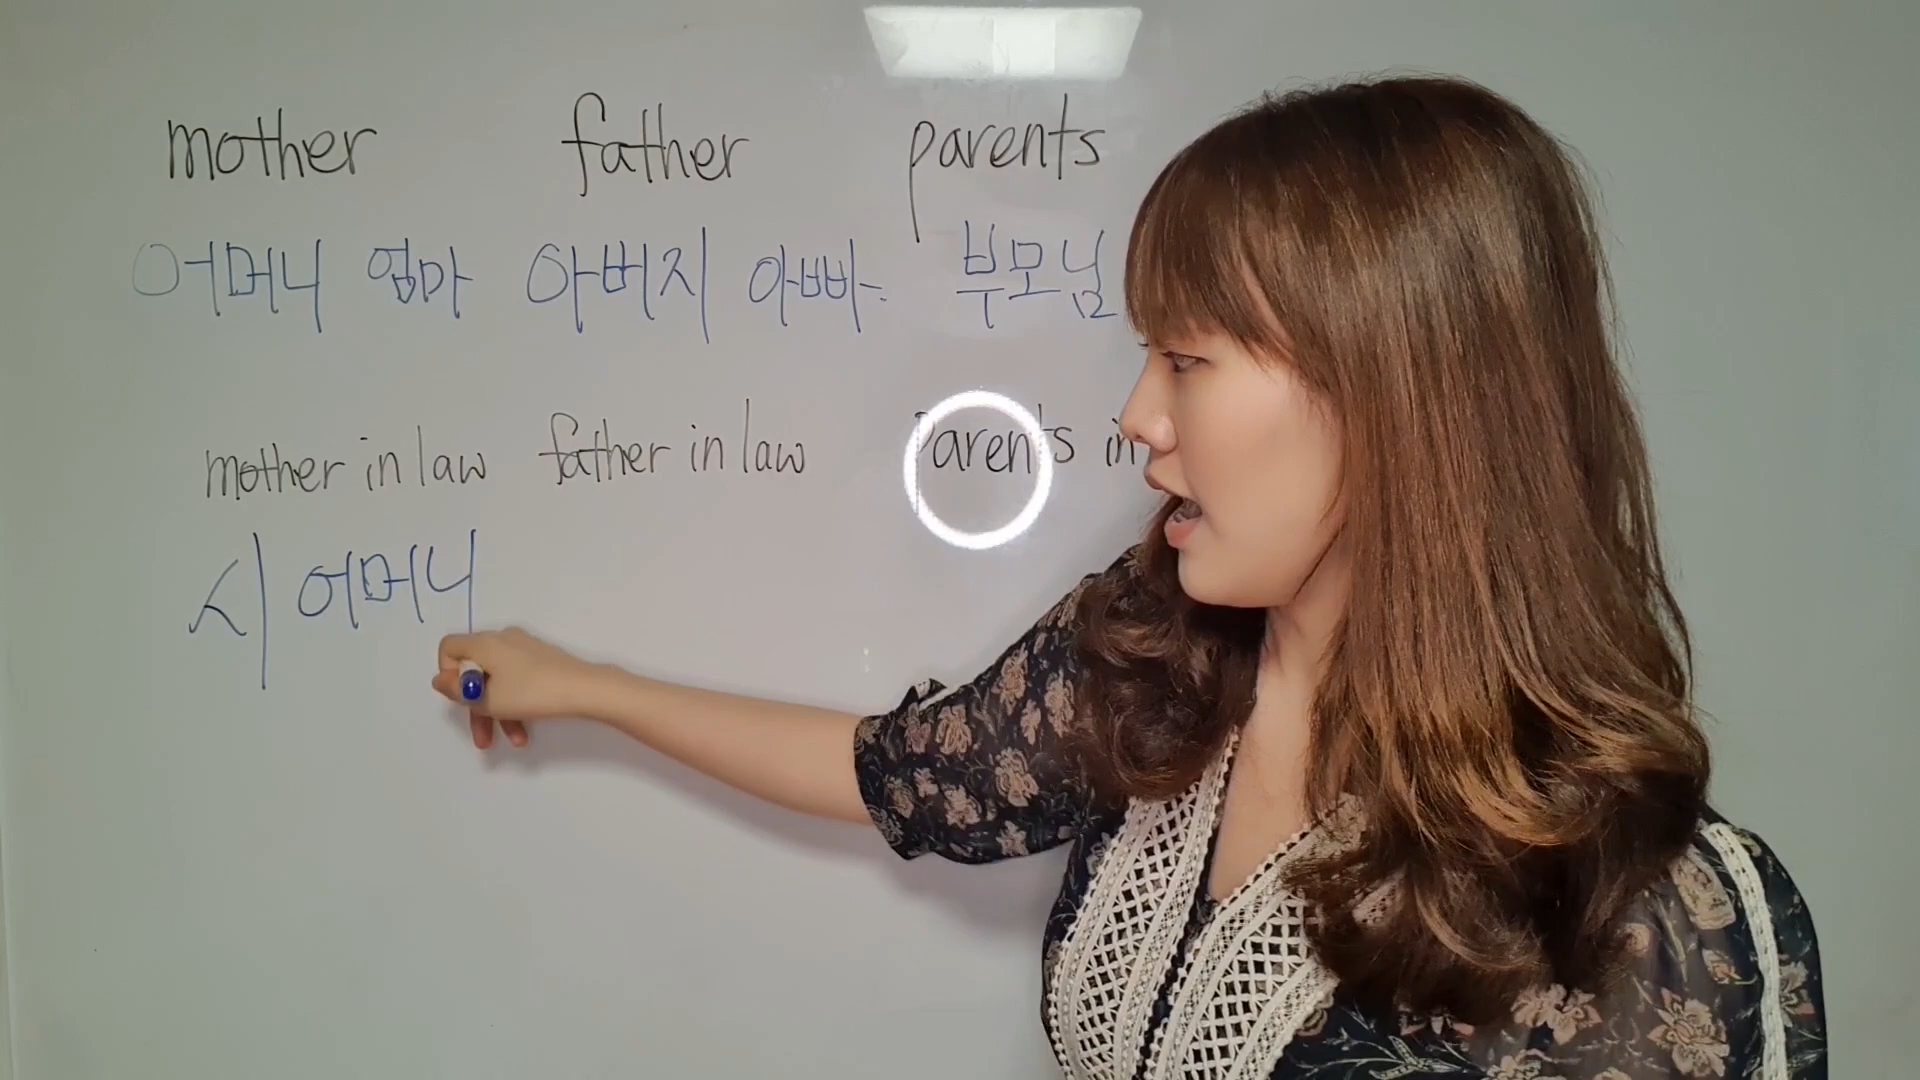 mother father parents
어머니 엄마 아버지 아빠 부모님
mother in law father in law Parents in
시 어머니